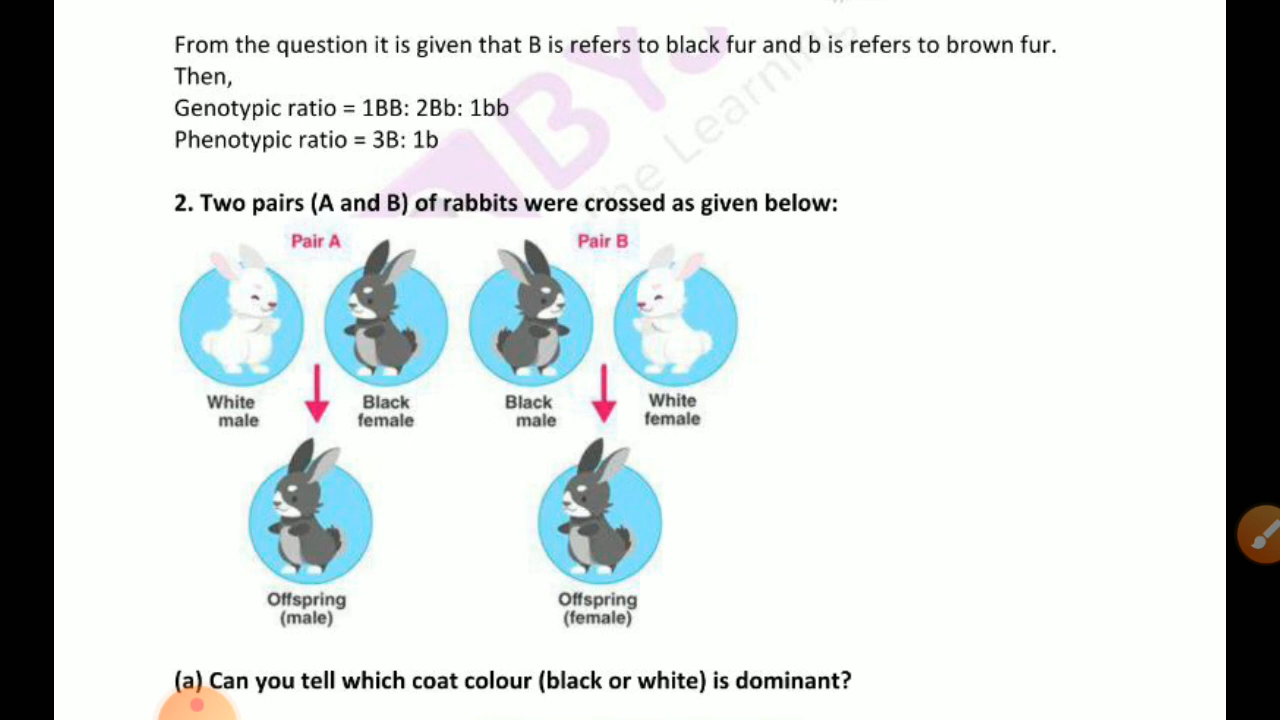 From the question it is given that B is refers to black fur and b is refers to brown fur.
Then,
Genotypic ratio = 1BB: 2Bb: 1bb
Phenotypic ratio = 3B: 1b
2. Two pairs (A and B) of rabbits were crossed as given below:
Pair A
Pair B
White male
Black female
Black male
White female
Offspring (male)
Offspring (female)
(a) Can you tell which coat colour (black or white) is dominant?
The Learning